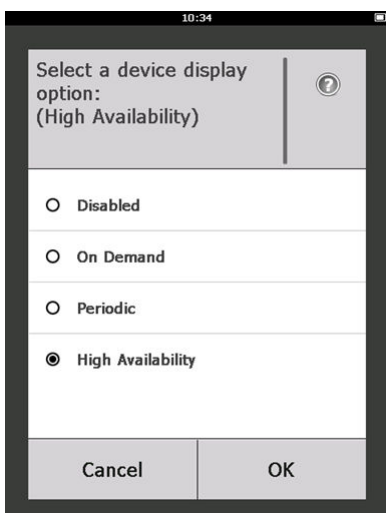 10:34
Select a device display
option:
(High Availability)
?
Disabled
On Demand
Periodic
High Availability
Cancel
OK